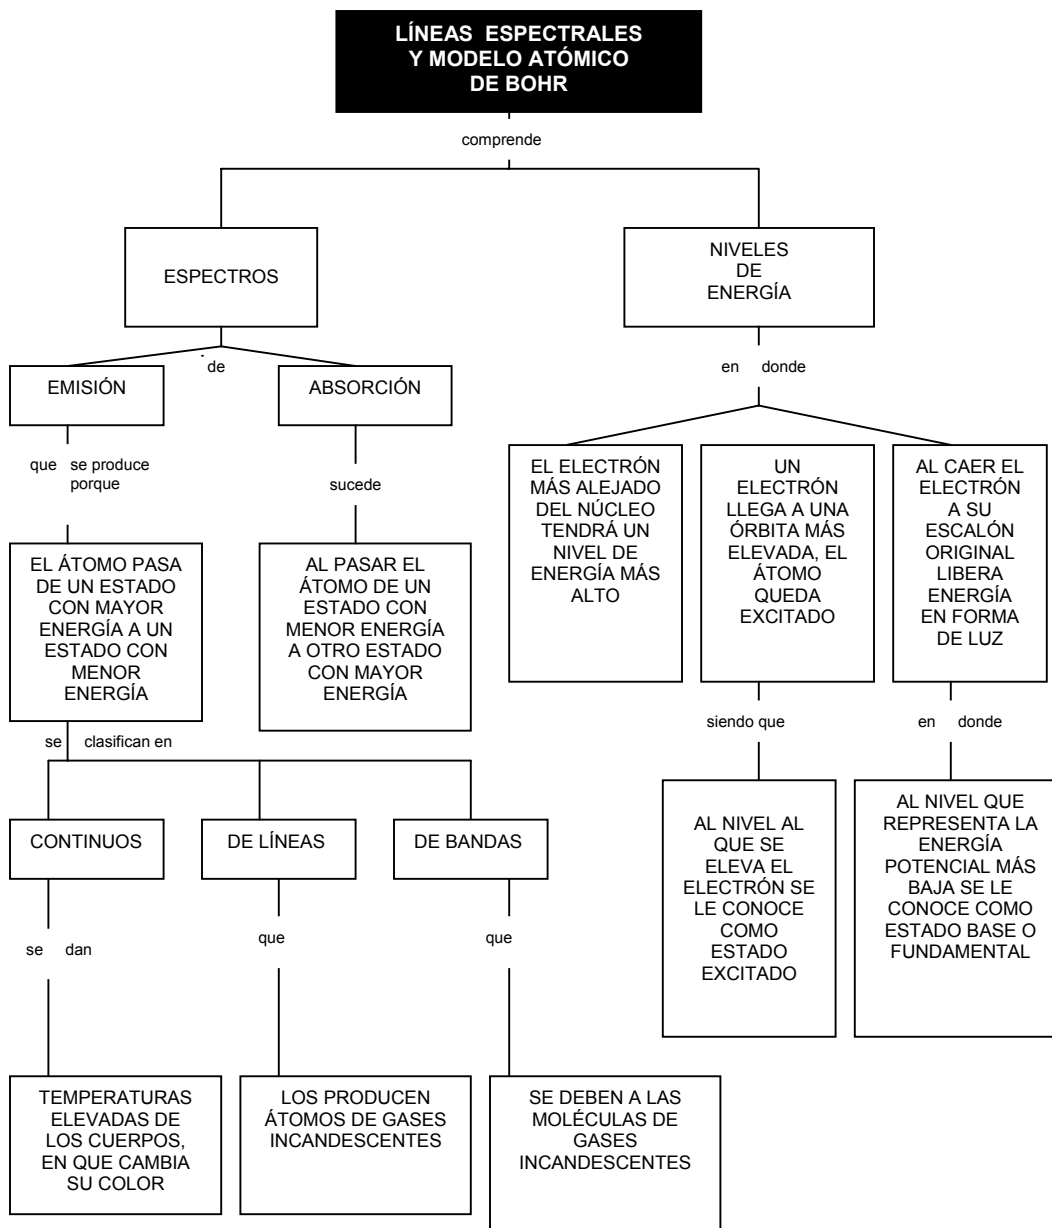 LÍNEAS ESPECTRALES
Y MODELO ATÓMICO
DE BOHR
comprende
ESPECTROS
NIVELES
DE
ENERGÍA
de
en donde
EMISIÓN
ABSORCIÓN
que se produce
porque
sucede
EL ÁTOMO PASA
DE UN ESTADO
CON MAYOR
ENERGÍA A UN
ESTADO CON
MENOR
ENERGÍA
AL PASAR EL
ÁTOMO DE UN
ESTADO CON
MENOR ENERGÍA
A OTRO ESTADO
CON MAYOR
ENERGÍA
EL ELECTRÓN
MÁS ALEJADO
DEL NÚCLEO
TENDRÁ UN
NIVEL DE
ENERGÍA MÁS
ALTO
UN
ELECTRÓN
LLEGA A UNA
ÓRBITA MÁS
ELEVADA, EL
ÁTOMO
QUEDA
EXCITADO
AL CAER EL
ELECTRÓN
A SU
ESCALÓN
ORIGINAL
LIBERA
ENERGÍA
EN FORMA
DE LUZ
se clasifican en
siendo que
en donde
CONTINUOS
DE LÍNEAS
DE BANDAS
AL NIVEL AL
QUE SE
ELEVA EL
ELECTRÓN SE
LE CONOCE
COMO
ESTADO
EXCITADO
AL NIVEL QUE
REPRESENTA LA
ENERGÍA
POTENCIAL MÁS
BAJA SE LE
CONOCE COMO
ESTADO BASE O
FUNDAMENTAL
se dan
que
que
TEMPERATURAS
ELEVADAS DE
LOS CUERPOS,
EN QUE CAMBIA
SU COLOR
LOS PRODUCEN
ÁTOMOS DE GASES
INCANDESCENTES
SE DEBEN A LAS
MOLÉCULAS DE
GASES
INCANDESCENTES